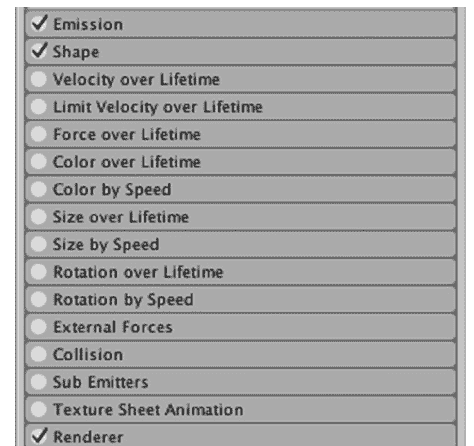 Emission
Shape
Velocity over Lifetime
Limit Velocity over Lifetime
Force over Lifetime
Color over Lifetime
Color by Speed
Size over Lifetime
Size by Speed
Rotation over Lifetime
Rotation by Speed
External Forces
Collision
Sub Emitters
Texture Sheet Animation
Renderer